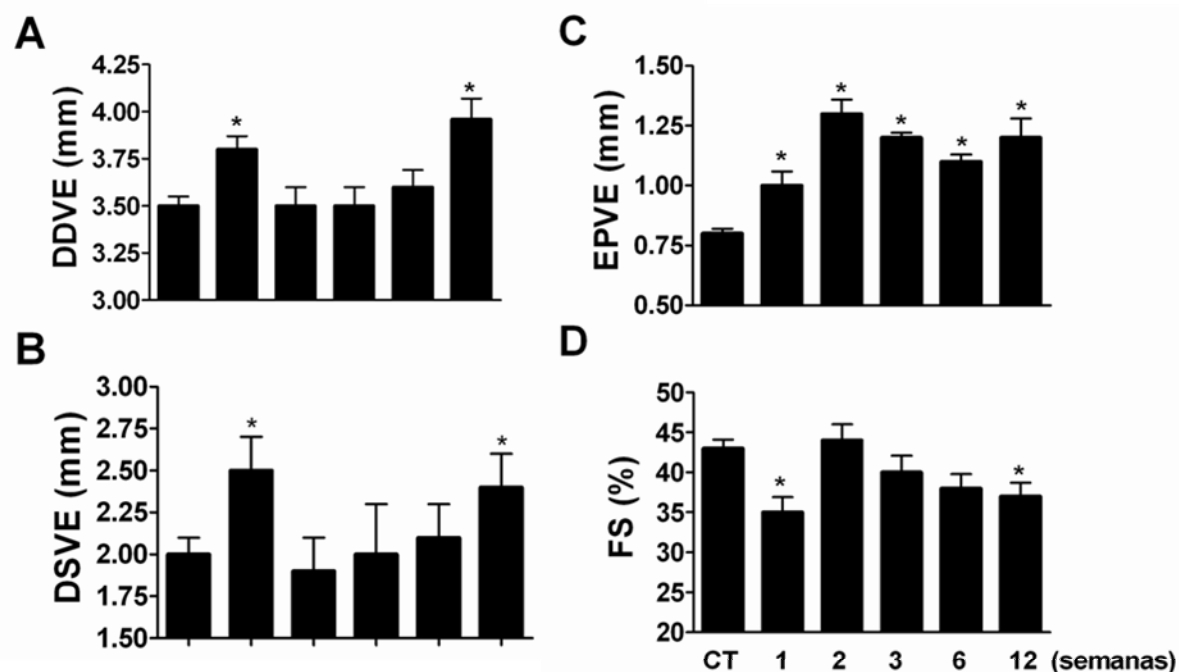 A
DDVE (mm)
4.25
4.00
3.75
3.50
3.25
3.00
* *
B
DSVE (mm)
3.00
2.75
2.50
2.25
2.00
1.75
1.50
* *
C
EPVE (mm)
1.50
1.25
1.00
0.75
0.50
* * * * *
D
FS (%)
50
45
40
35
30
25
20
* *
CT 1 2 3 6 12 (semanas)